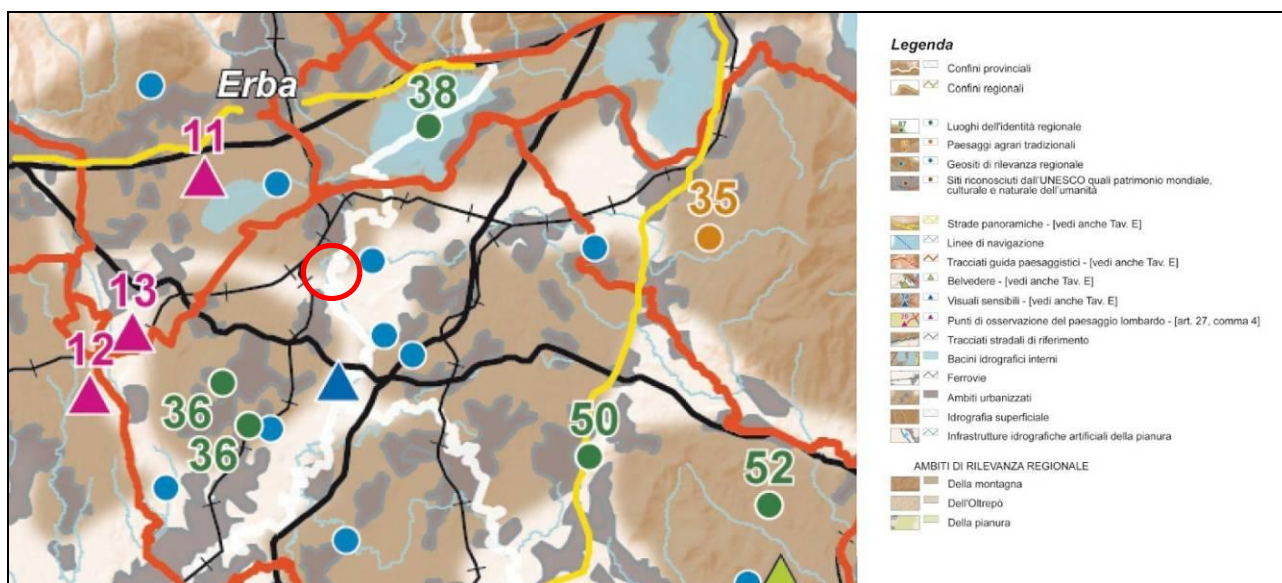 Erba
38
11
35
13
12
36
36
50
52
Legenda
Confini provinciali
Confini regionali
Luoghi dell'identità regionale
Paesaggi agrari tradizionali
Geositi di rilevanza regionale
Siti riconosciuti dall'UNESCO quali patrimonio mondiale,
culturale e naturale dell'umanità
Strade panoramiche - [vedi anche Tav. E]
Linee di navigazione
Tracciati guida paesaggistici - [vedi anche Tav. E]
Belvedere - [vedi anche Tav. E]
Visuali sensibili - [vedi anche Tav. E]
Punti di osservazione del paesaggio lombardo - [art. 27, comma 4]
Tracciati stradali di riferimento
Bacini idrografici interni
Ferrovie
Ambiti urbanizzati
Idrografia superficiale
Infrastrutture idrografiche artificiali della pianura
AMBITI DI RILEVANZA REGIONALE
Della montagna
Dell'Oltrepò
Della pianura